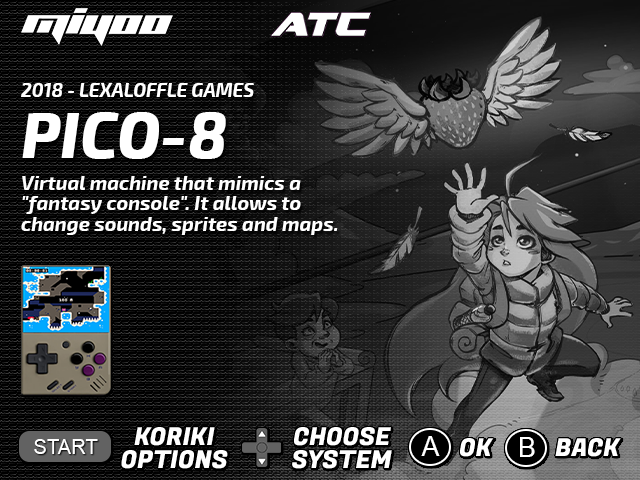 miyoo
ATC
2018 - LEXALOFFLE GAMES
PICO-8
Virtual machine that mimics a
"fantasy console". It allows to
change sounds, sprites and maps.
START
KORIKI
OPTIONS
CHOOSE
SYSTEM
A
OK
B
BACK